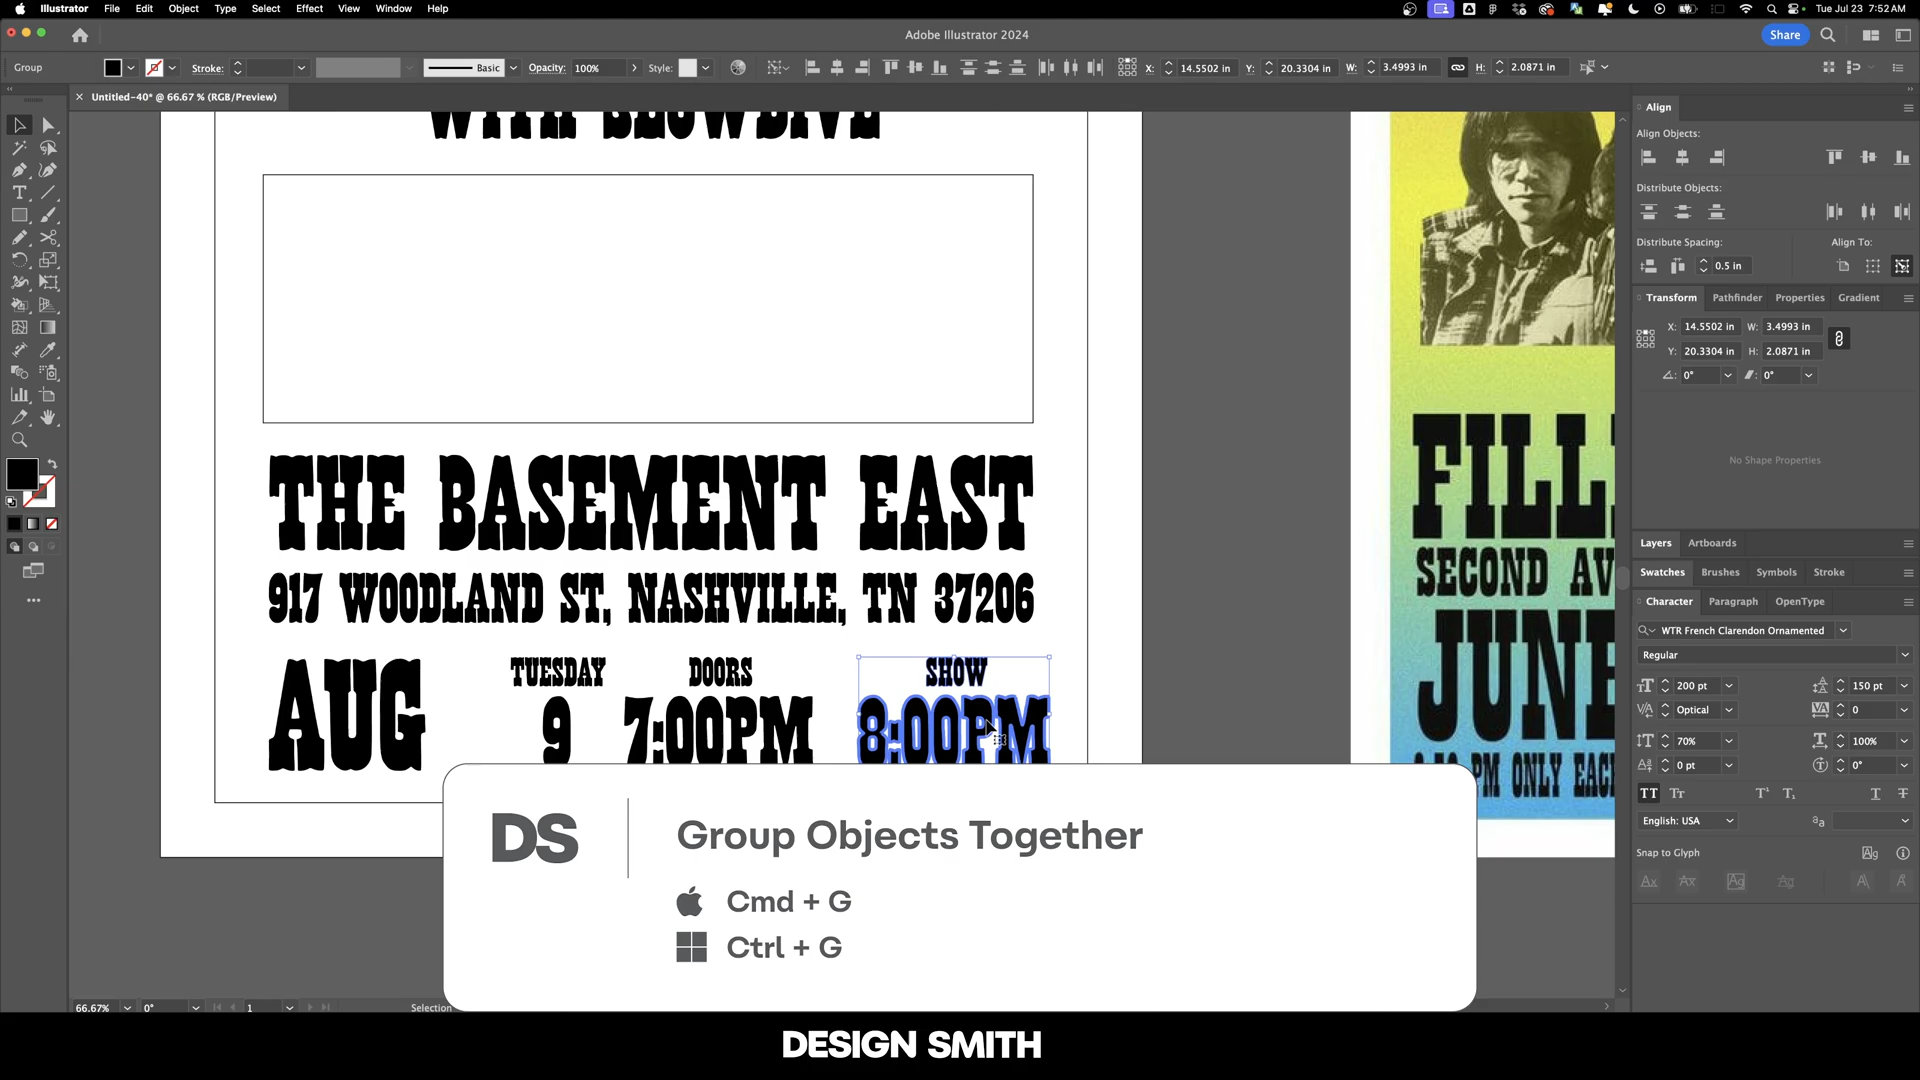 Illustrator File Edit Object Type Select Effect View Window Help
Tue Jul 23 7:52 AM
Adobe Illustrator 2024
Share
Group
Stroke:
Basic
Opacity: 100%
Style:
X: 14.5502 in
Y: 20.3304 in
W: 3.4993 in
H: 2.0871 in
Untitled-40* @ 66.67 % (RGB/Preview)
WITH SLOWDIVE
THE BASEMENT EAST
917 WOODLAND ST, NASHVILLE, TN 37206
AUG
TUESDAY
9
DOORS
7:00PM
SHOW
8:00PM
SECOND AV
JUNE
PM ONLY EAC
Align
Align Objects:
Distribute Objects:
Distribute Spacing:
Align To:
0.5 in
Transform Pathfinder Properties Gradient
X: 14.5502 in W: 3.4993 in
Y: 20.3304 in H: 2.0871 in
0° 0°
No Shape Properties
Layers Artboards
Swatches Brushes Symbols Stroke
Character Paragraph OpenType
WTR French Clarendon Ornamented
Regular
200 pt 150 pt
Optical 0
70% 100%
0 pt 0°
English: USA
Snap to Glyph
DS
Group Objects Together
Cmd + G
Ctrl + G
66.67% 0° 1 Selection
DESIGN SMITH